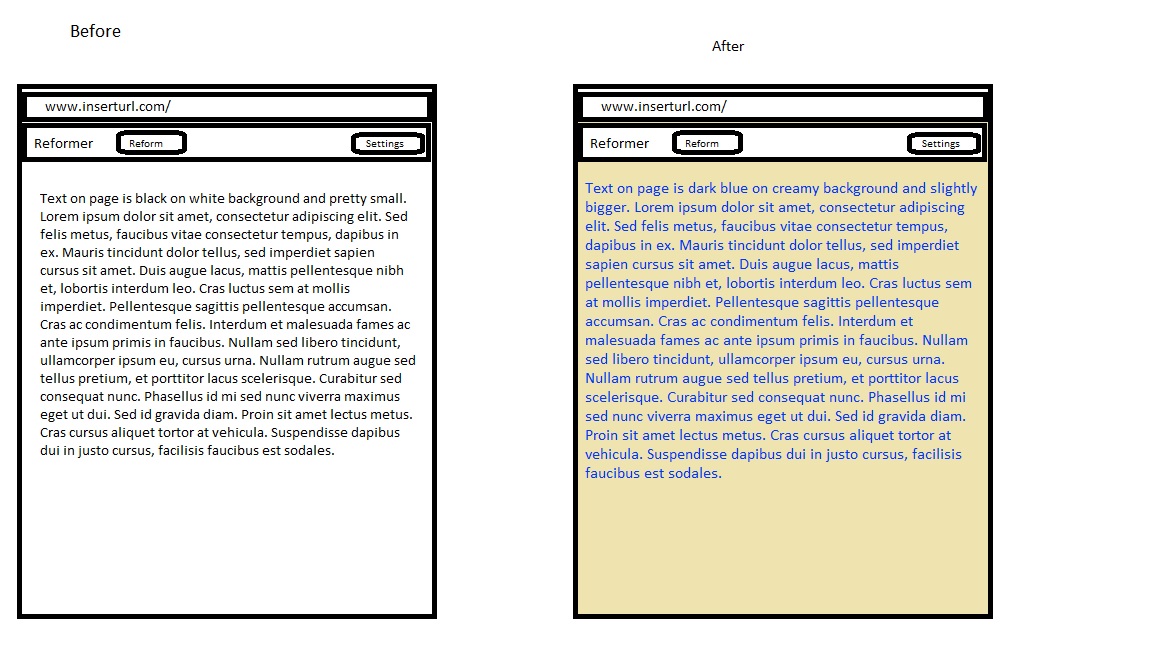 Before
www.inserturl.com/
Reformer Reform Settings
Text on page is black on white background and pretty small.
Lorem ipsum dolor sit amet, consectetur adipiscing elit. Sed
felis metus, faucibus vitae consectetur tempus, dapibus in
ex. Mauris tincidunt dolor tellus, sed imperdiet sapien
cursus sit amet. Duis augue lacus, mattis pellentesque nibh
et, lobortis interdum leo. Cras luctus sem at mollis
imperdiet. Pellentesque sagittis pellentesque accumsan.
Cras ac condimentum felis. Interdum et malesuada fames ac
ante ipsum primis in faucibus. Nullam sed libero tincidunt,
ullamcorper ipsum eu, cursus urna. Nullam rutrum augue sed
tellus pretium, et porttitor lacus scelerisque. Curabitur sed
consequat nunc. Phasellus id mi sed nunc viverra maximus
eget ut dui. Sed id gravida diam. Proin sit amet lectus metus.
Cras cursus aliquet tortor at vehicula. Suspendisse dapibus
dui in justo cursus, facilisis faucibus est sodales.
After
www.inserturl.com/
Reformer Reform Settings
Text on page is dark blue on creamy background and slightly
bigger. Lorem ipsum dolor sit amet, consectetur adipiscing
elit. Sed felis metus, faucibus vitae consectetur tempus,
dapibus in ex. Mauris tincidunt dolor tellus, sed imperdiet
sapien cursus sit amet. Duis augue lacus, mattis
pellentesque nibh et, lobortis interdum leo. Cras luctus sem
at mollis imperdiet. Pellentesque sagittis pellentesque
accumsan. Cras ac condimentum felis. Interdum et
malesuada fames ac ante ipsum primis in faucibus. Nullam
sed libero tincidunt, ullamcorper ipsum eu, cursus urna.
Nullam rutrum augue sed tellus pretium, et porttitor lacus
scelerisque. Curabitur sed consequat nunc. Phasellus id mi
sed nunc viverra maximus eget ut dui. Sed id gravida diam.
Proin sit amet lectus metus. Cras cursus aliquet tortor at
vehicula. Suspendisse dapibus dui in justo cursus, facilisis
faucibus est sodales.